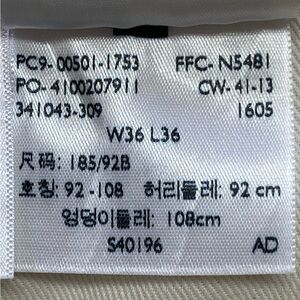 PC9-00501-1753 FFC-N5481
PO-4100207911 CW-41-13
341043-309 1605
W36 L36
尺码: 185/92B
호칭: 92-108 허리둘레: 92 cm
엉덩이둘레: 108cm
S40196 AD